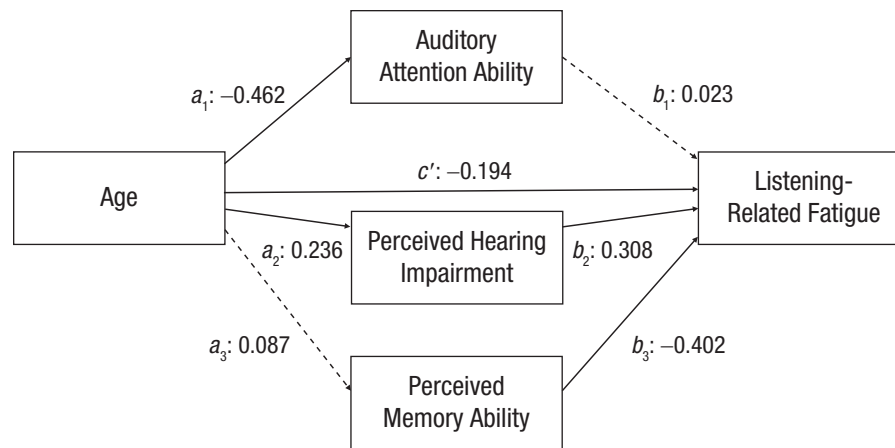 Auditory
Attention Ability
a₁: −0.462
b₁: 0.023
Age
c′: −0.194
Listening-
Related Fatigue
a₂: 0.236
Perceived Hearing
Impairment
b₂: 0.308
a₃: 0.087
b₃: −0.402
Perceived
Memory Ability